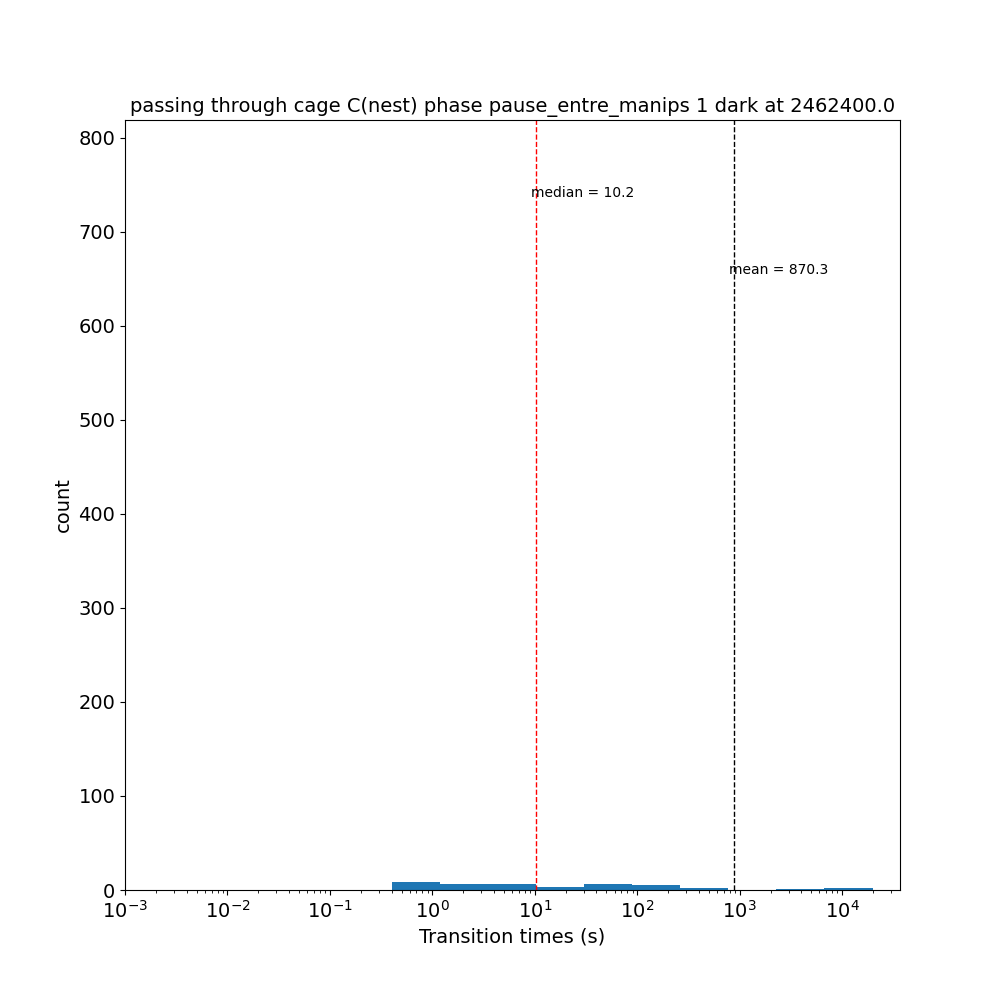 passing through cage C(nest) phase pause_entre_manips 1 dark at 2462400.0
800
median = 10.2
700
mean = 870.3
600
500
count
400
300
200
100
0
10⁻³ 10⁻² 10⁻¹ 10⁰ 10¹ 10² 10³ 10⁴
Transition times (s)